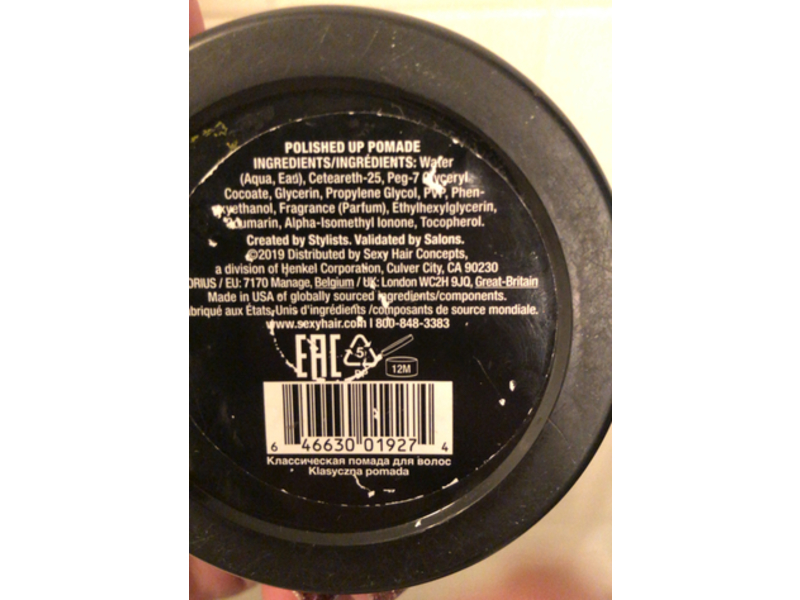 POLISHED UP POMADE
INGREDIENTS/INGRÉDIENTS: Water
(Aqua, Eau), Ceteareth-25, Peg-7 Glyceryl
Cocoate, Glycerin, Propylene Glycol, PVP, Phen-
oxyethanol, Fragrance (Parfum), Ethylhexylglycerin,
Coumarin, Alpha-Isomethyl Ionone, Tocopherol.
Created by Stylists. Validated by Salons.
©2019 Distributed by Sexy Hair Concepts,
a division of Henkel Corporation, Culver City, CA 90230
ORIUS / EU: 7170 Manage, Belgium / UK: London WC2H 9JQ, Great-Britain
Made in USA of globally sourced ingredients/components.
abriqué aux États Unis d'ingrédients /composants de source mondiale.
www.sexyhair.com | 800-848-3383
EAC 5 12M
6 46630 01927 4
Классическая помада для волос
Klasyczna pomada